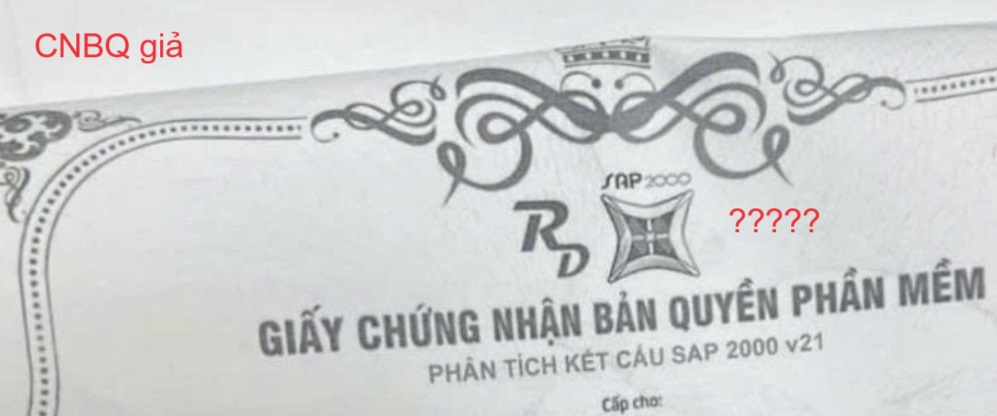 CNBQ giả
SAP2000
RD
?????
GIẤY CHỨNG NHẬN BẢN QUYỀN PHẦN MỀM
PHÂN TÍCH KẾT CẤU SAP 2000 v21
Cấp cho: